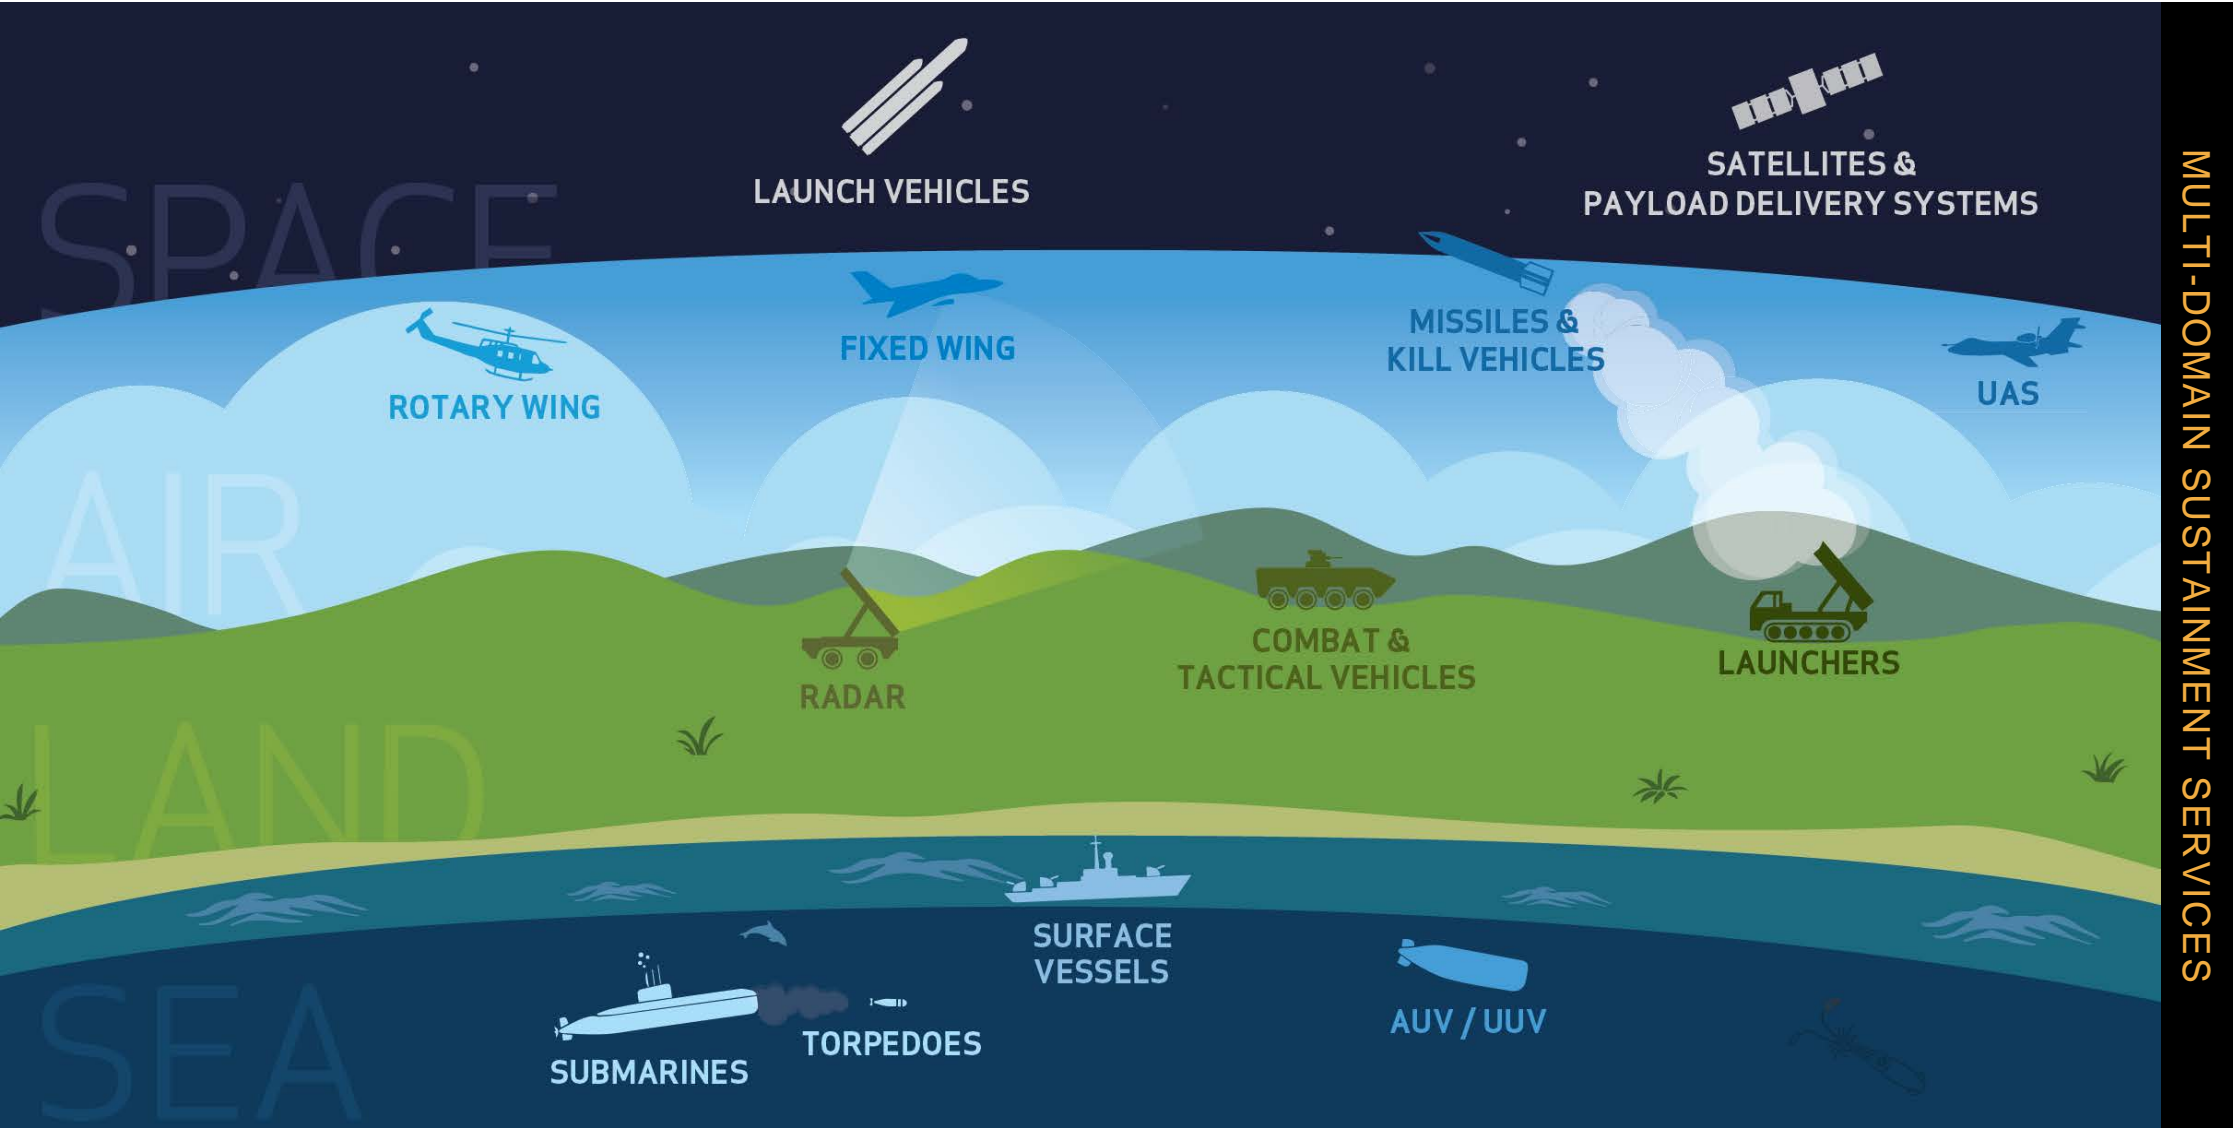 SPACE
LAUNCH VEHICLES
SATELLITES &
PAYLOAD DELIVERY SYSTEMS
AIR
ROTARY WING
FIXED WING
MISSILES &
KILL VEHICLES
UAS
LAND
RADAR
COMBAT &
TACTICAL VEHICLES
LAUNCHERS
SEA
SUBMARINES
TORPEDOES
SURFACE
VESSELS
AUV / UUV
MULTI-DOMAIN SUSTAINMENT SERVICES